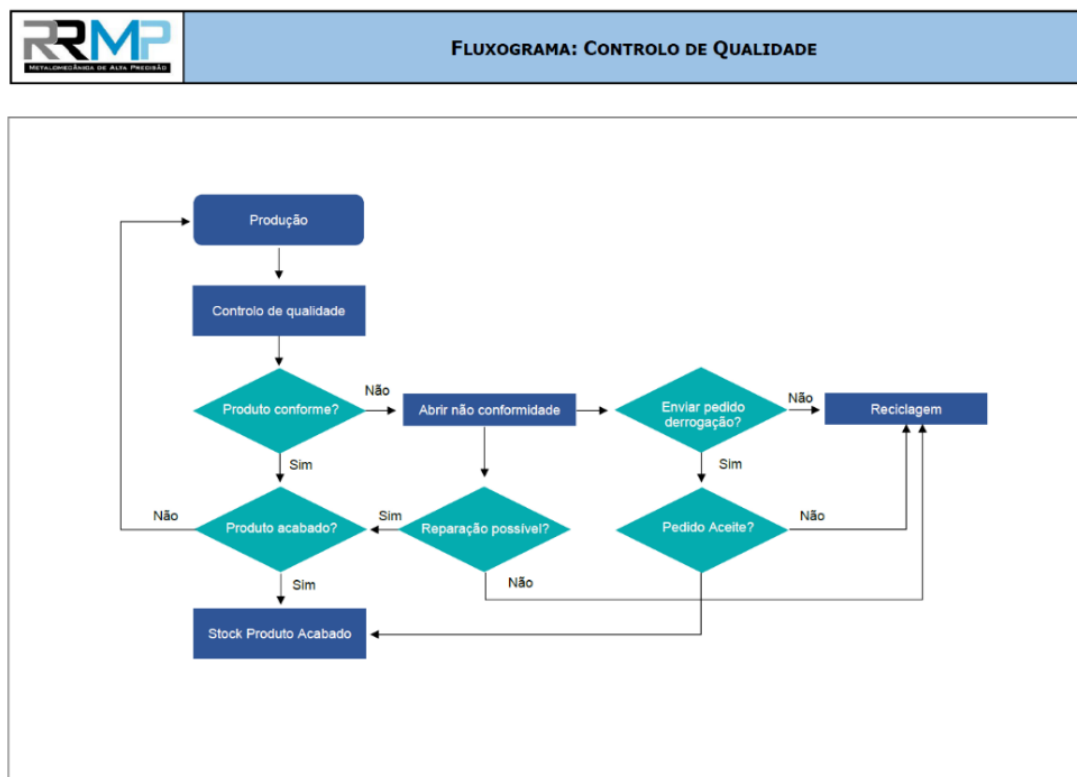 RRMP
METALOMECÂNICA DE ALTA PRECISÃO
FLUXOGRAMA: CONTROLO DE QUALIDADE
Produção
Controlo de qualidade
Produto conforme?
Não
Abrir não conformidade
Enviar pedido
derrogação?
Não
Reciclagem
Sim
Sim
Não
Produto acabado?
Sim
Reparação possível?
Pedido Aceite?
Não
Sim
Não
Stock Produto Acabado